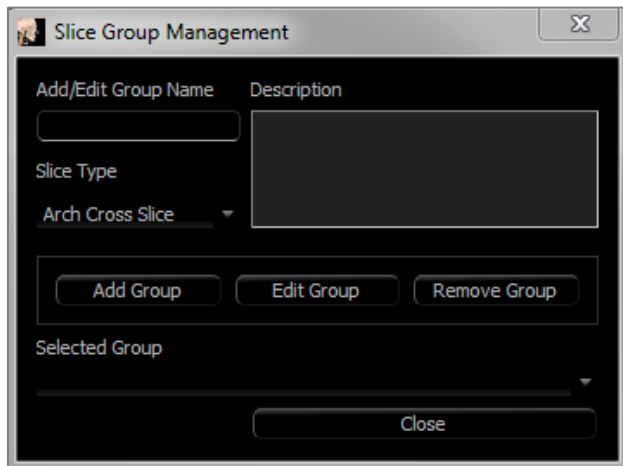 Slice Group Management
Add/Edit Group Name
Description
Slice Type
Arch Cross Slice
Add Group
Edit Group
Remove Group
Selected Group
Close